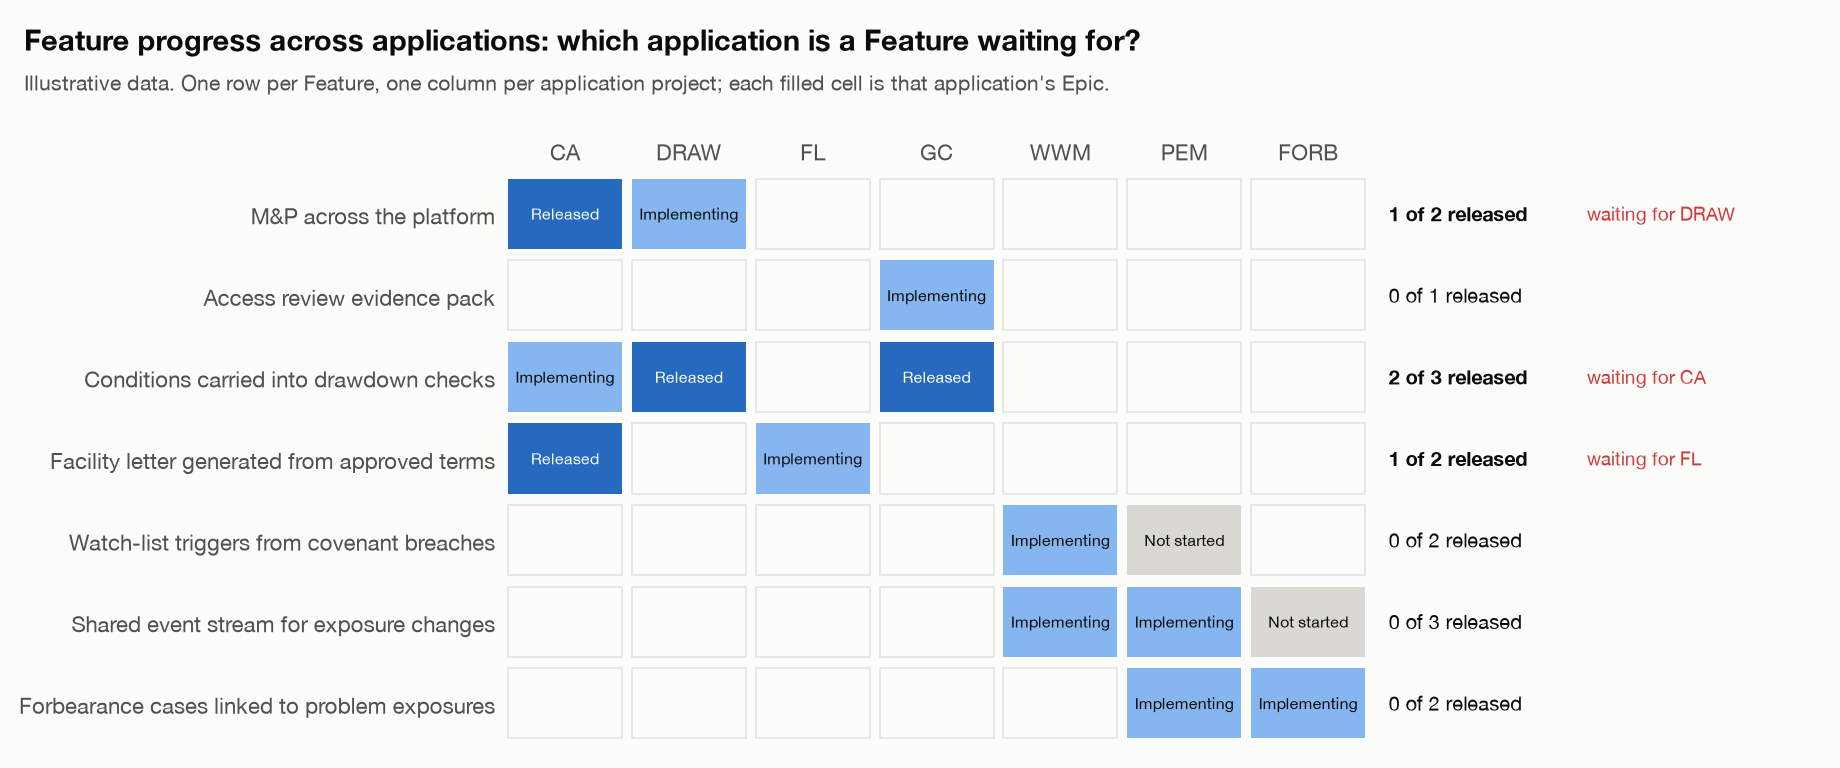 Feature progress across applications: which application is a Feature waiting for?
Illustrative data. One row per Feature, one column per application project; each filled cell is that application's Epic.
CA DRAW FL GC WWM PEM FORB
M&P across the platform Released Implementing 1 of 2 released waiting for DRAW
Access review evidence pack Implementing 0 of 1 released
Conditions carried into drawdown checks Implementing Released Released 2 of 3 released waiting for CA
Facility letter generated from approved terms Released Implementing 1 of 2 released waiting for FL
Watch-list triggers from covenant breaches Implementing Not started 0 of 2 released
Shared event stream for exposure changes Implementing Implementing Not started 0 of 3 released
Forbearance cases linked to problem exposures Implementing Implementing 0 of 2 released